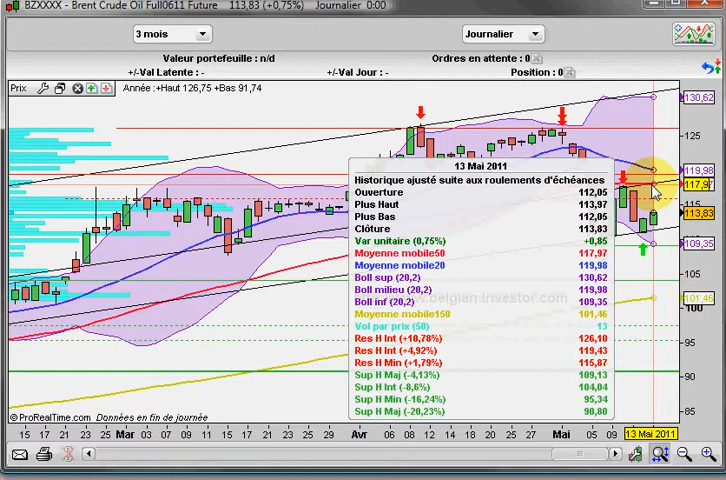 BZXXXX - Brent Crude Oil Full0611 Future 113,83 (+0,75%) Journalier 0:00
3 mois
Journalier
Valeur portefeuille: n/d
Ordres en attente: 0
+/-Val Latente: -
+/-Val Jour: -
Position: 0
Prix
Année :+Haut 126,75 +Bas 91,74
130,62
125
119,98
117,97
115
113,83
109,35
105
101,46
100
95
90
85
13 Mai 2011
Historique ajusté suite aux roulements d'échéances
Ouverture 112,05
Plus Haut 113,97
Plus Bas 112,05
Clôture 113,83
Var unitaire (0,75%) +0,85
Moyenne mobile50 117,97
Moyenne mobile20 119,98
Boll sup (20,2) 130,62
Boll milieu (20,2) 119,98
Boll inf (20,2) 109,35
Moyenne mobile150 101,46
Vol par prix (50) 13
Res H Int (+10,78%) 126,10
Res H Int (+4,92%) 119,43
Res H Min (+1,79%) 115,87
Sup H Maj (-4,13%) 109,13
Sup H Int (-8,6%) 104,04
Sup H Min (-16,24%) 95,34
Sup H Maj (-20,23%) 90,80
www.belgian-investor.com
© ProRealTime.com Données en fin de journée
15 17 21 23 25 Mar 03 07 09 11 15 17 21 23 25 29 Avr 06 08 12 14 18 20 26 27 Mai 05 09 13 Mai 2011